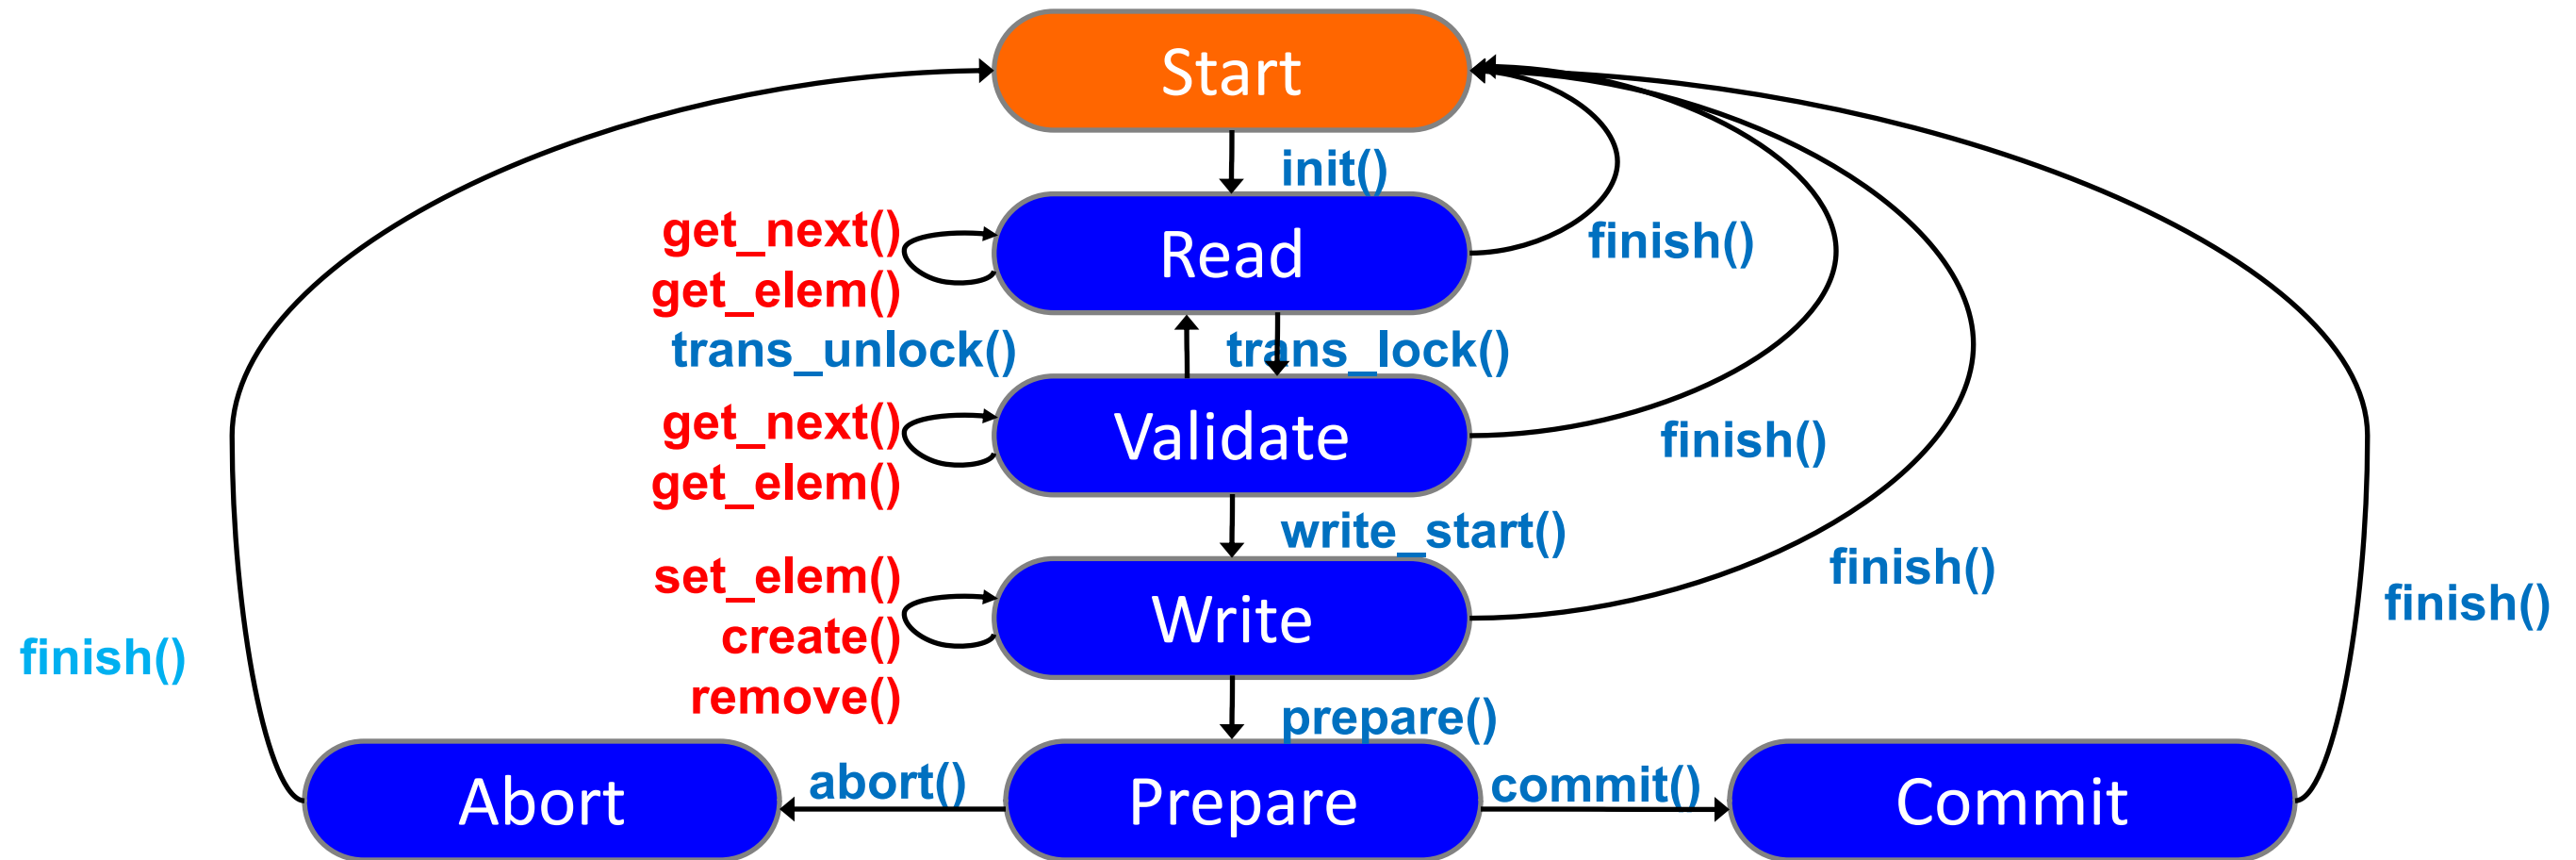 Start
init()
get_next()
get_elem()
Read
finish()
trans_unlock()
trans_lock()
get_next()
get_elem()
Validate
finish()
write_start()
set_elem()
create()
remove()
Write
finish()
finish()
finish()
prepare()
Abort
abort()
Prepare
commit()
Commit